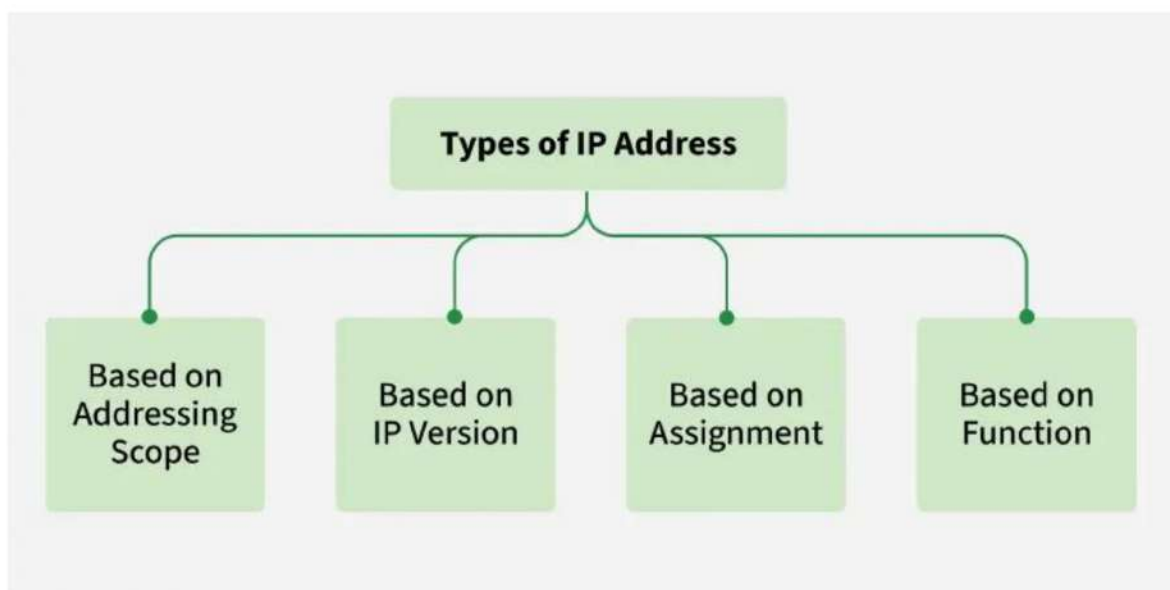 Types of IP Address
Based on
Addressing
Scope
Based on
IP Version
Based on
Assignment
Based on
Function